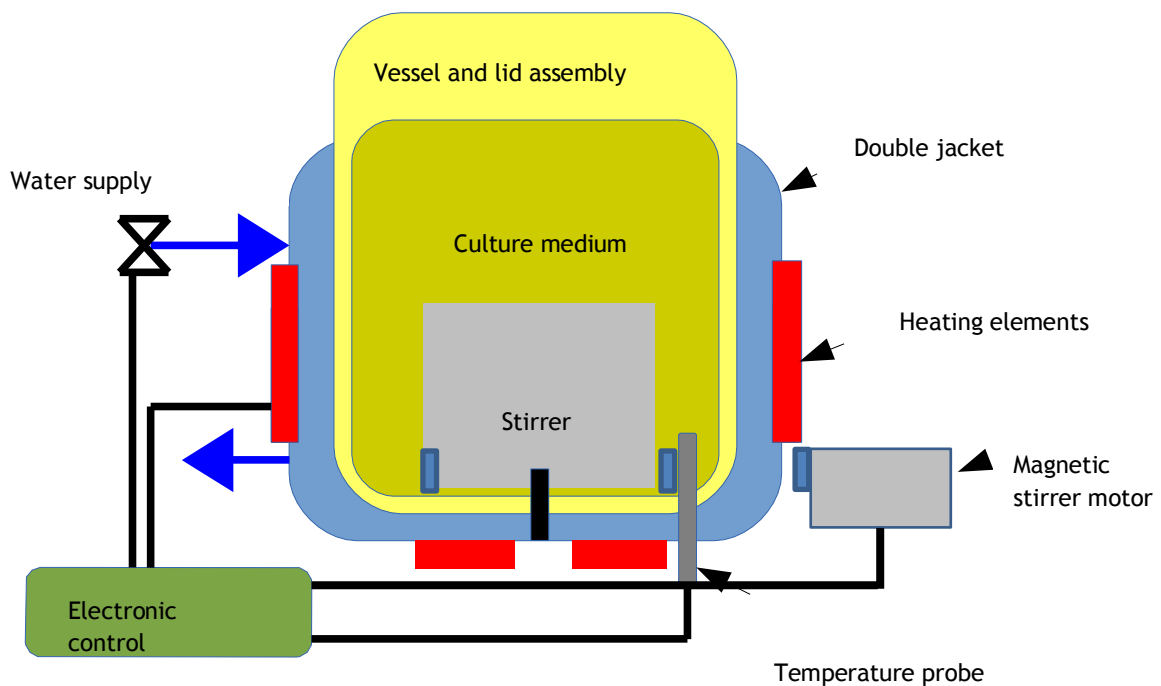 Vessel and lid assembly
Double jacket
Water supply
Culture medium
Heating elements
Stirrer
Magnetic
stirrer motor
Electronic
control
Temperature probe